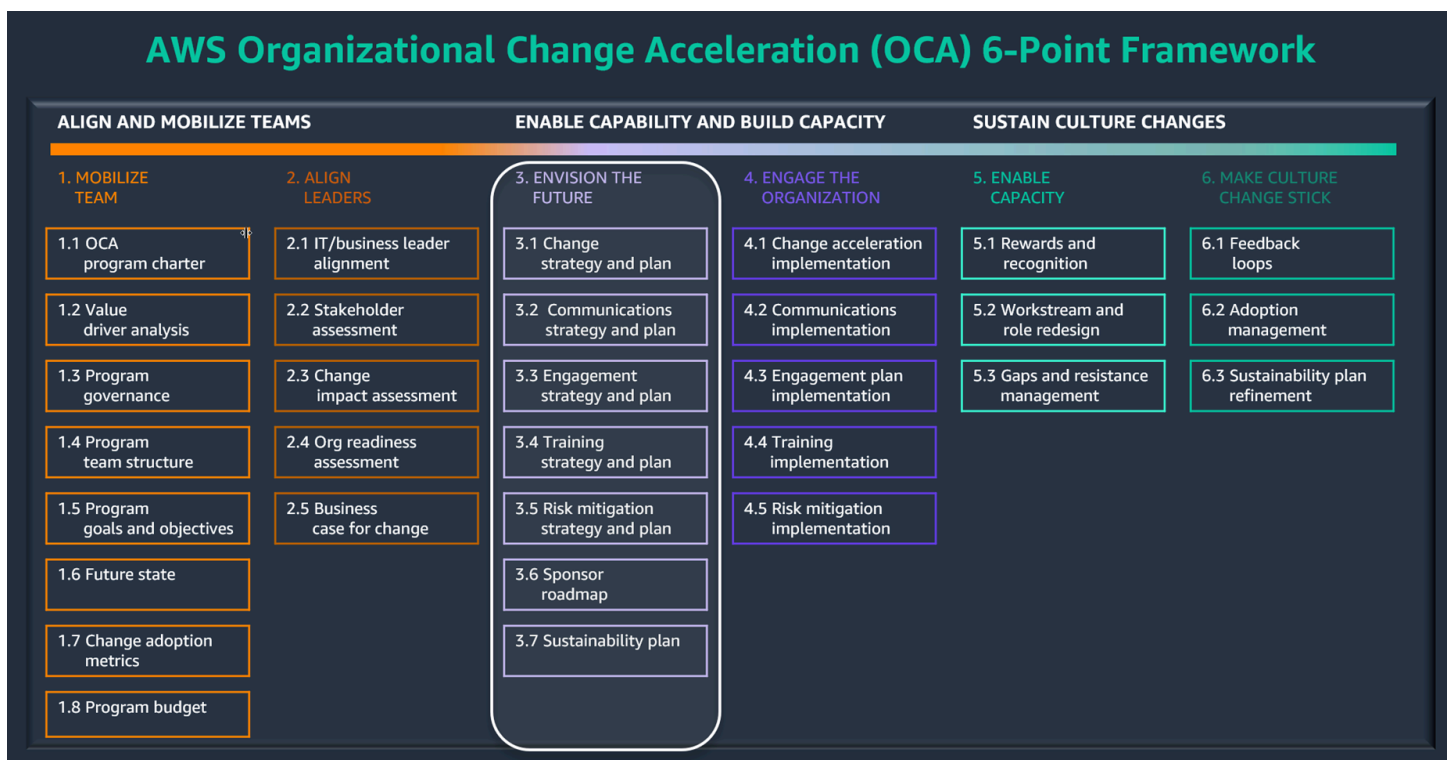 AWS Organizational Change Acceleration (OCA) 6-Point Framework
ALIGN AND MOBILIZE TEAMS
ENABLE CAPABILITY AND BUILD CAPACITY
SUSTAIN CULTURE CHANGES
1. MOBILIZE
TEAM
1.1 OCA
program charter
1.2 Value
driver analysis
1.3 Program
governance
1.4 Program
team structure
1.5 Program
goals and objectives
1.6 Future state
1.7 Change adoption
metrics
1.8 Program budget
2. ALIGN
LEADERS
2.1 IT/business leader
alignment
2.2 Stakeholder
assessment
2.3 Change
impact assessment
2.4 Org readiness
assessment
2.5 Business
case for change
3. ENVISION THE
FUTURE
3.1 Change
strategy and plan
3.2 Communications
strategy and plan
3.3 Engagement
strategy and plan
3.4 Training
strategy and plan
3.5 Risk mitigation
strategy and plan
3.6 Sponsor
roadmap
3.7 Sustainability plan
4. ENGAGE THE
ORGANIZATION
4.1 Change acceleration
implementation
4.2 Communications
implementation
4.3 Engagement plan
implementation
4.4 Training
implementation
4.5 Risk mitigation
implementation
5. ENABLE
CAPACITY
5.1 Rewards and
recognition
5.2 Workstream and
role redesign
5.3 Gaps and resistance
management
6. MAKE CULTURE
CHANGE STICK
6.1 Feedback
loops
6.2 Adoption
management
6.3 Sustainability plan
refinement